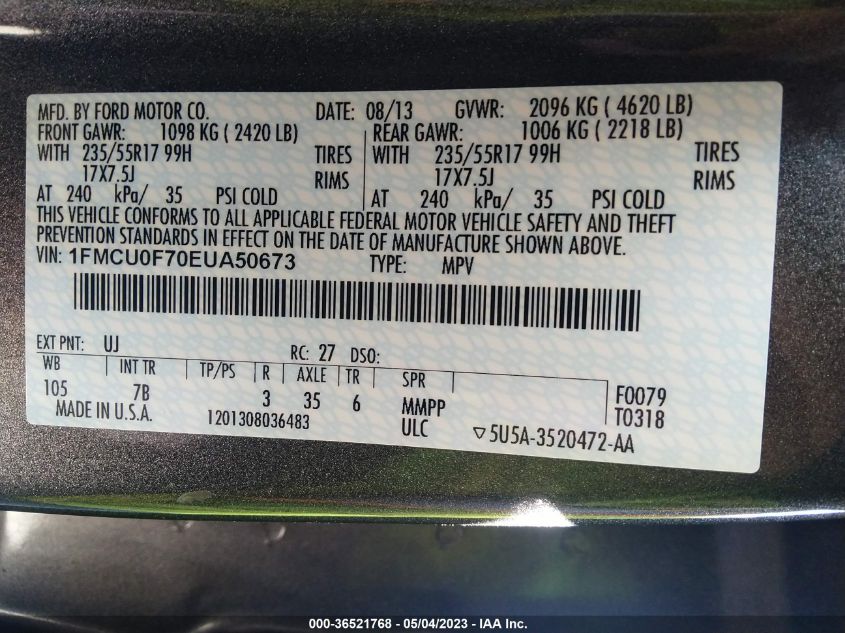 MFD. BY FORD MOTOR CO. DATE: 08/13 GVWR: 2096 KG ( 4620 LB)
FRONT GAWR: 1098 KG ( 2420 LB) REAR GAWR: 1006 KG ( 2218 LB)
WITH 235/55R17 99H TIRES WITH 235/55R17 99H TIRES
17X7.5J RIMS 17X7.5J RIMS
AT 240 kPa/ 35 PSI COLD AT 240 kPa/ 35 PSI COLD
THIS VEHICLE CONFORMS TO ALL APPLICABLE FEDERAL MOTOR VEHICLE SAFETY AND THEFT
PREVENTION STANDARDS IN EFFECT ON THE DATE OF MANUFACTURE SHOWN ABOVE.
VIN: 1FMCU0F70EUA50673 TYPE: MPV
EXT PNT: UJ RC: 27 DSO:
WB INT TR TP/PS R AXLE TR SPR
105 7B 3 35 6 MMPP F0079
MADE IN U.S.A. 1201308036483 ULC T0318
▽5U5A-3520472-AA
000-36521768 - 05/04/2023 - IAA Inc.